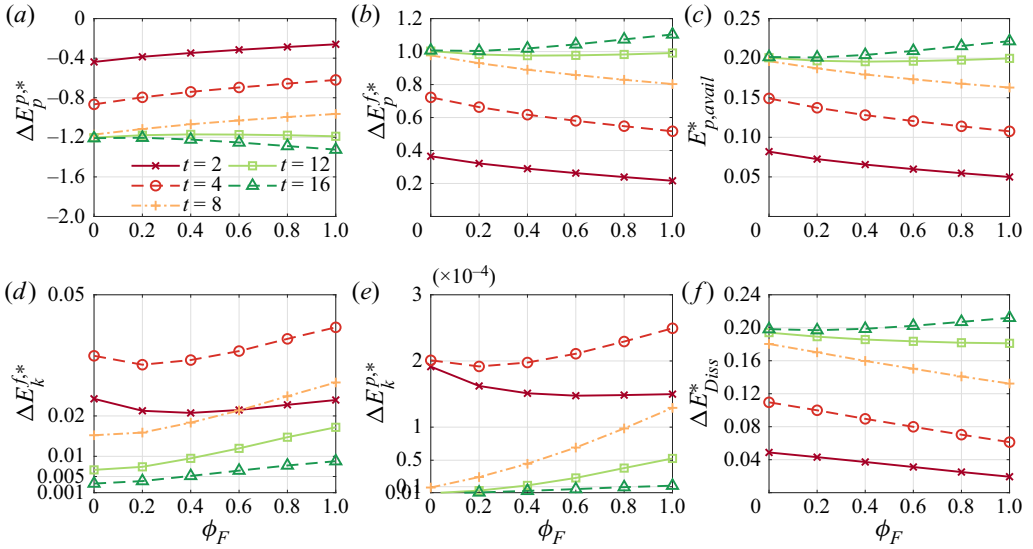 (a)
ΔE_p^{p,*}
0
–0.4
–0.8
–1.2
–1.6
–2.0
0 0.2 0.4 0.6 0.8 1.0
t = 2
t = 4
t = 8
t = 12
t = 16
(b)
ΔE_p^{f,*}
1.2
1.0
0.8
0.6
0.4
0.2
0 0.2 0.4 0.6 0.8 1.0
(c)
E^*_{p,avail}
0.25
0.20
0.15
0.10
0.05
0 0.2 0.4 0.6 0.8 1.0
(d)
ΔE_k^{f,*}
0.05
0.02
0.01
0.005
0.001
0 0.2 0.4 0.6 0.8 1.0
ϕ_F
(e)
(×10^{–4})
ΔE_k^{p,*}
3
2
1
0.5
0.1
0.01
0 0.2 0.4 0.6 0.8 1.0
ϕ_F
(f)
ΔE^*_{Diss}
0.24
0.20
0.16
0.12
0.08
0.04
0 0.2 0.4 0.6 0.8 1.0
ϕ_F